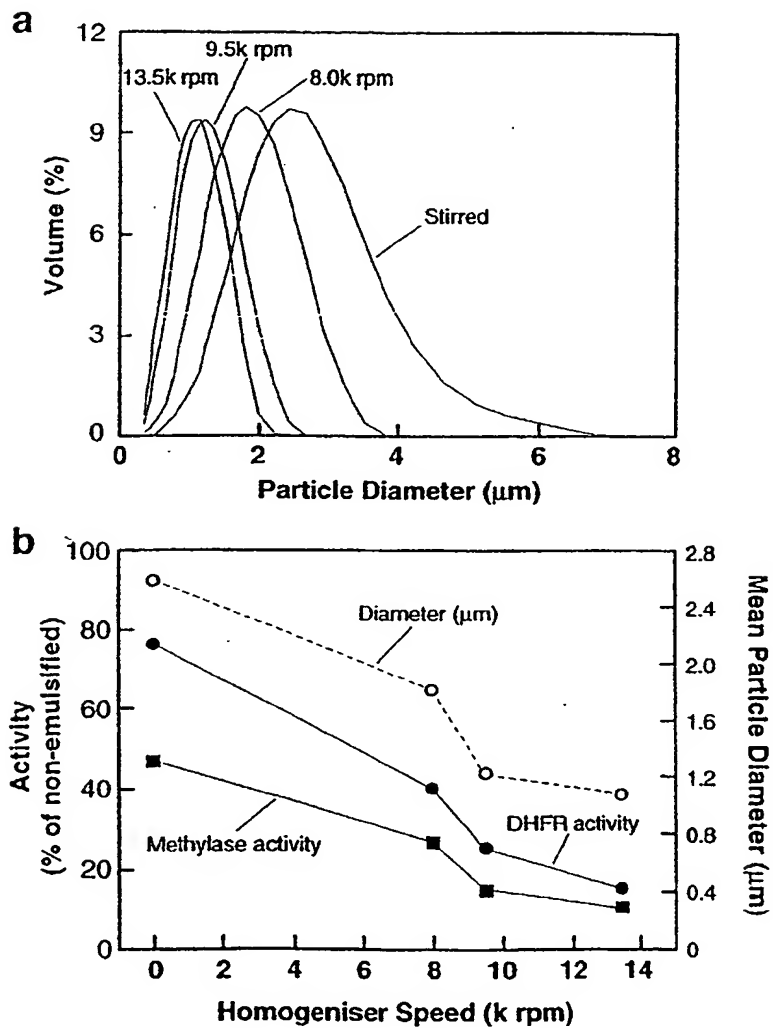 a
12
9
6
3
0
Volume (%)
13.5k rpm
9.5k rpm
8.0k rpm
Stirred
0 2 4 6 8
Particle Diameter (μm)
b
100
80
60
40
20
0
Activity
(% of non-emulsified)
Diameter (μm)
Methylase activity
DHFR activity
2.8
2.4
2.0
1.6
1.2
0.8
0.4
0
Mean Particle
Diameter (μm)
0 2 4 6 8 10 12 14
Homogeniser Speed (k rpm)